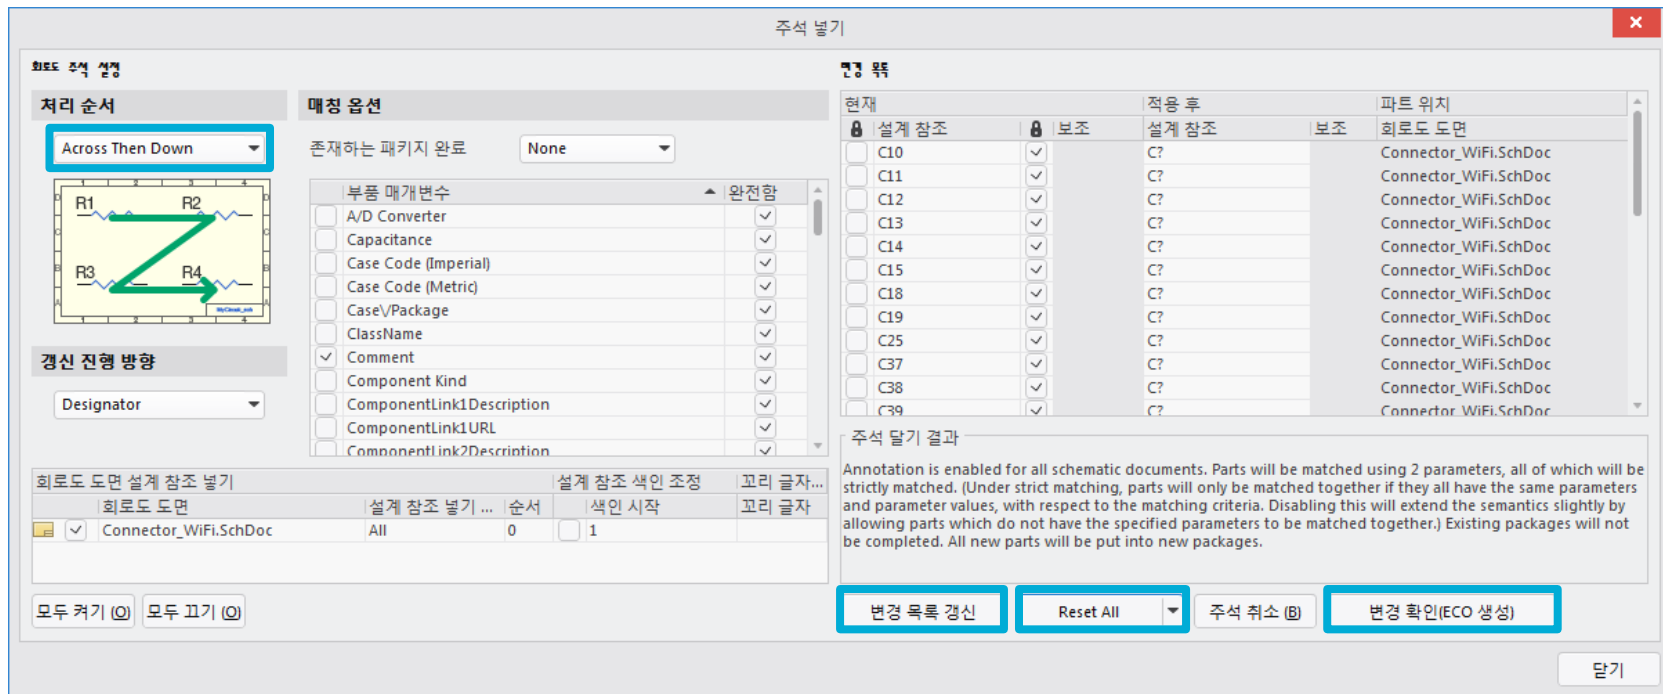 주석 넣기
회로도 주석 설정
처리 순서
Across Then Down
R1 R2
R3 R4
갱신 진행 방향
Designator
매칭 옵션
존재하는 패키지 완료 None
부품 매개변수 완전함
A/D Converter
Capacitance
Case Code (Imperial)
Case Code (Metric)
Case\/Package
ClassName
Comment
Component Kind
ComponentLink1Description
ComponentLink1URL
ComponentLink2Description
회로도 도면 설계 참조 넣기 설계 참조 색인 조정 꼬리 글자...
회로도 도면 설계 참조 넣기 ... 순서 색인 시작 꼬리 글자
Connector_WiFi.SchDoc All 0 1
모두 켜기 (O) 모두 끄기 (O)
변경 목록
현재 적용 후 파트 위치
설계 참조 보조 설계 참조 보조 회로도 도면
C10 C? Connector_WiFi.SchDoc
C11 C? Connector_WiFi.SchDoc
C12 C? Connector_WiFi.SchDoc
C13 C? Connector_WiFi.SchDoc
C14 C? Connector_WiFi.SchDoc
C15 C? Connector_WiFi.SchDoc
C18 C? Connector_WiFi.SchDoc
C19 C? Connector_WiFi.SchDoc
C25 C? Connector_WiFi.SchDoc
C37 C? Connector_WiFi.SchDoc
C38 C? Connector_WiFi.SchDoc
C39 C? Connector_WiFi.SchDoc
주석 달기 결과
Annotation is enabled for all schematic documents. Parts will be matched using 2 parameters, all of which will be
strictly matched. (Under strict matching, parts will only be matched together if they all have the same parameters
and parameter values, with respect to the matching criteria. Disabling this will extend the semantics slightly by
allowing parts which do not have the specified parameters to be matched together.) Existing packages will not
be completed. All new parts will be put into new packages.
변경 목록 갱신 Reset All 주석 취소 (B) 변경 확인(ECO 생성)
닫기